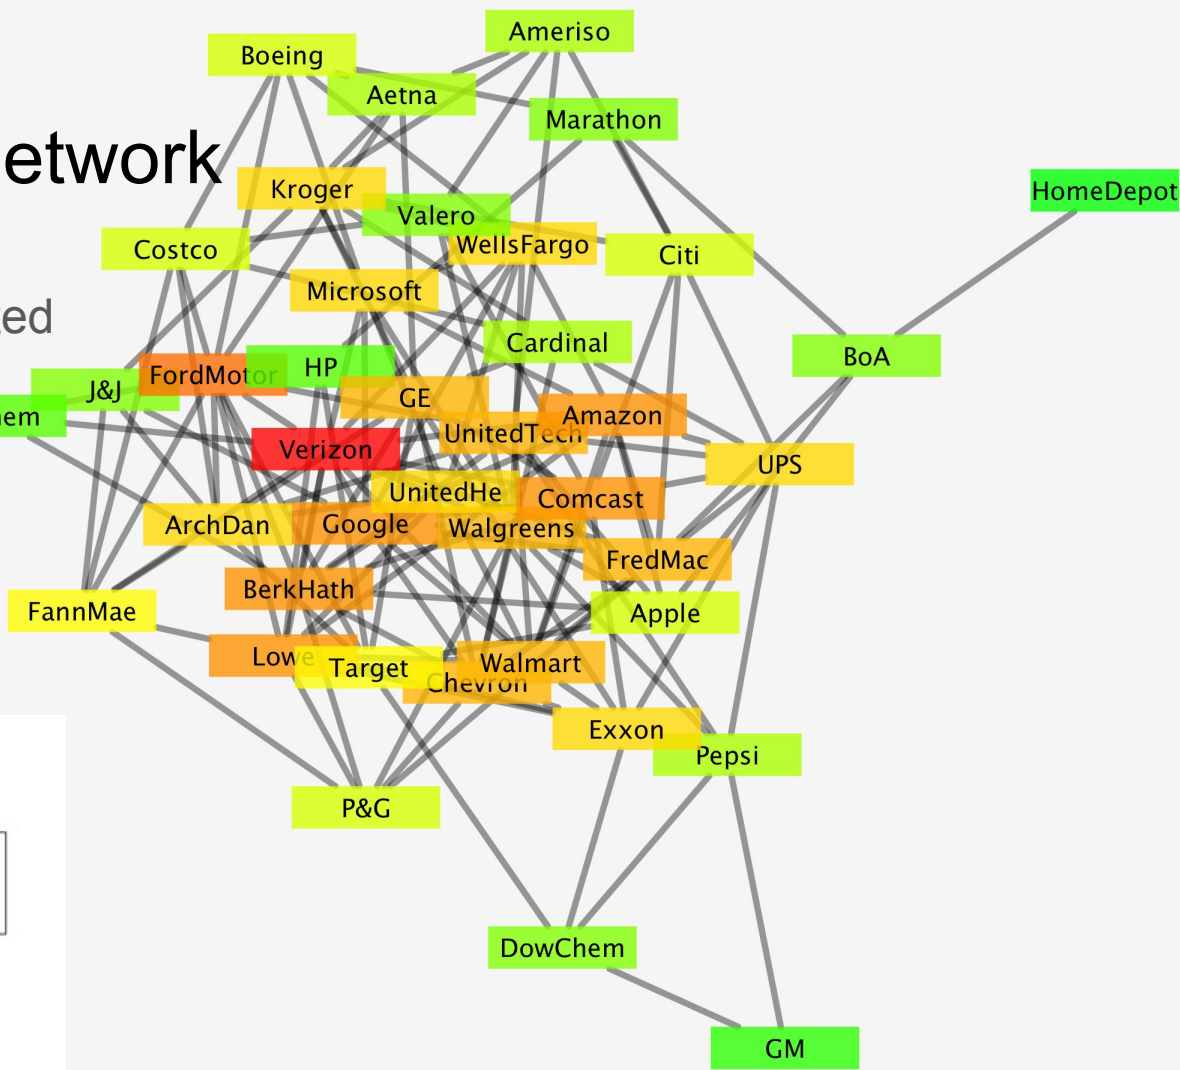 Ameriso
Boeing
Aetna
Marathon
etwork
Kroger
HomeDepot
Valero
WellsFargo
Costco
Citi
Microsoft
ted
Cardinal
BoA
HP
FordMotor
J&J
GE
Amazon
em
UnitedTech
Verizon
UPS
UnitedHe
Comcast
ArchDan
Google
Walgreens
FredMac
BerkHath
FannMae
Apple
Lowe
Target
Walmart
Chevron
Exxon
Pepsi
P&G
DowChem
GM